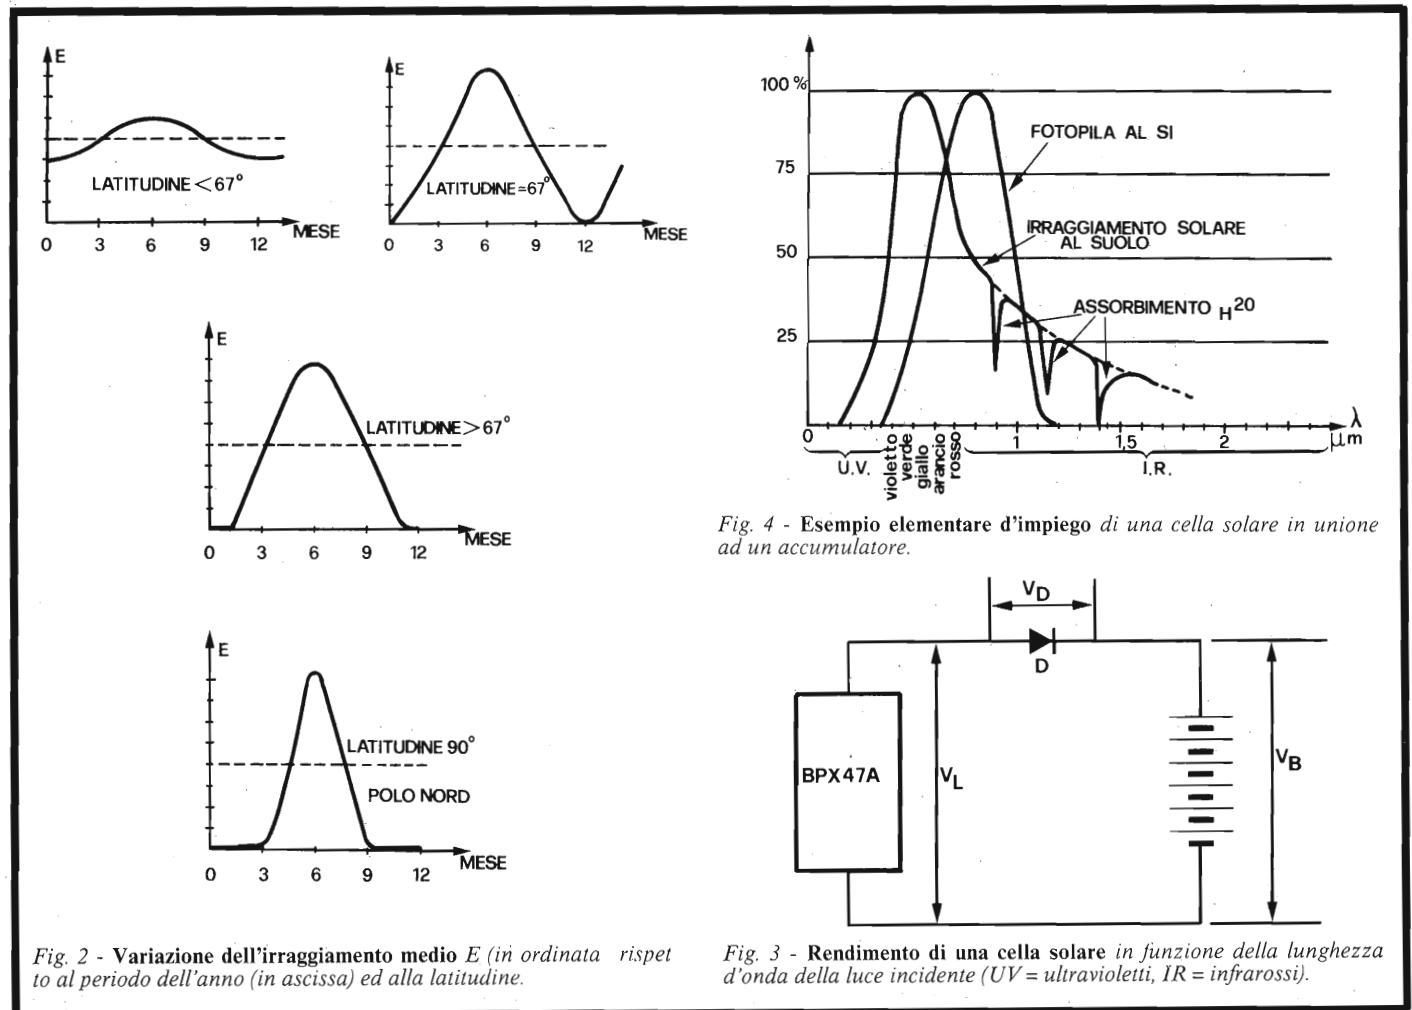 E
LATITUDINE <67°
MESE
0 3 6 9 12
E
LATITUDINE=67°
MESE
0 3 6 9 12
E
LATITUDINE >67°
MESE
0 3 6 9 12
E
LATITUDINE 90°
POLO NORD
MESE
0 3 6 9 12
Fig. 2 - Variazione dell'irraggiamento medio E (in ordinata rispet
to al periodo dell'anno (in ascissa) ed alla latitudine.
100 %
75
50
25
FOTOPILA AL SI
IRRAGGIAMENTO SOLARE
AL SUOLO
ASSORBIMENTO H20
0 1 1,5 2
λ
μm
U.V.
violetto
verde
giallo
arancio
rosso
I.R.
Fig. 4 - Esempio elementare d'impiego di una cella solare in unione
ad un accumulatore.
VD
D
BPX47A
VL
VB
Fig. 3 - Rendimento di una cella solare in funzione della lunghezza
d'onda della luce incidente (UV = ultravioletti, IR = infrarossi).